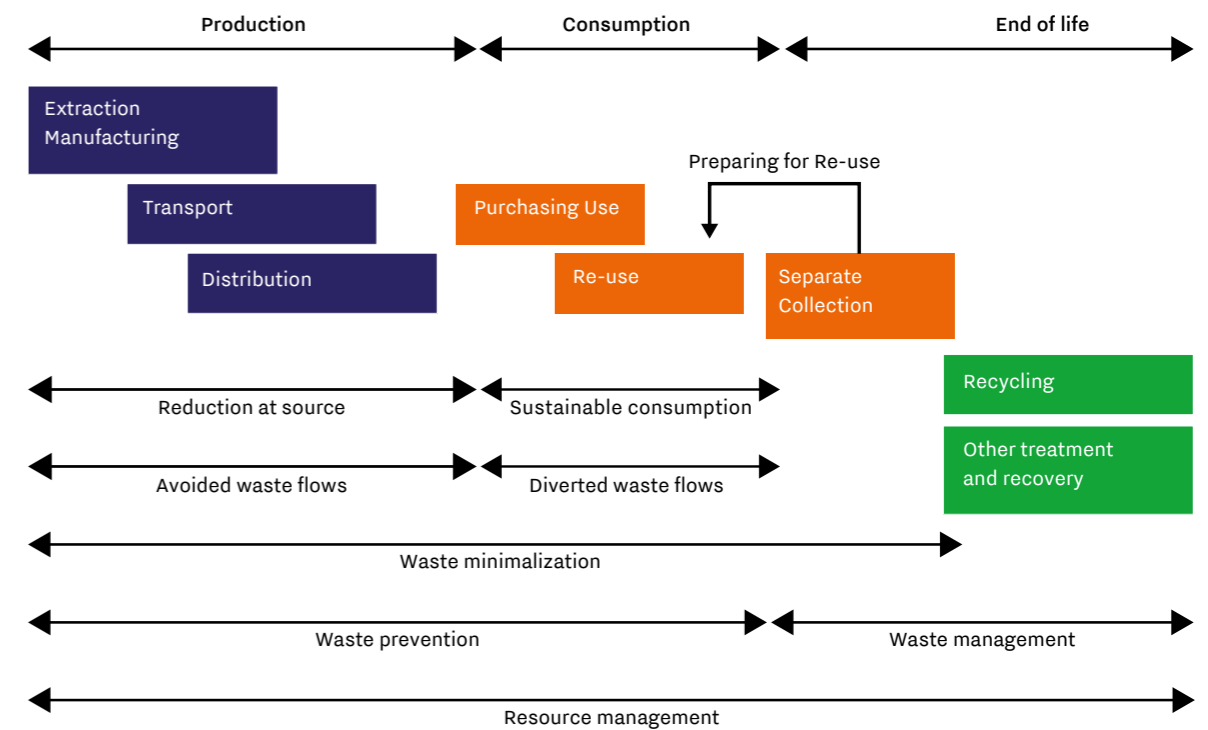 Production
Consumption
End of life
Extraction
Manufacturing
Preparing for Re-use
Transport
Purchasing Use
Distribution
Re-use
Separate
Collection
Recycling
Reduction at source
Sustainable consumption
Other treatment
and recovery
Avoided waste flows
Diverted waste flows
Waste minimalization
Waste prevention
Waste management
Resource management